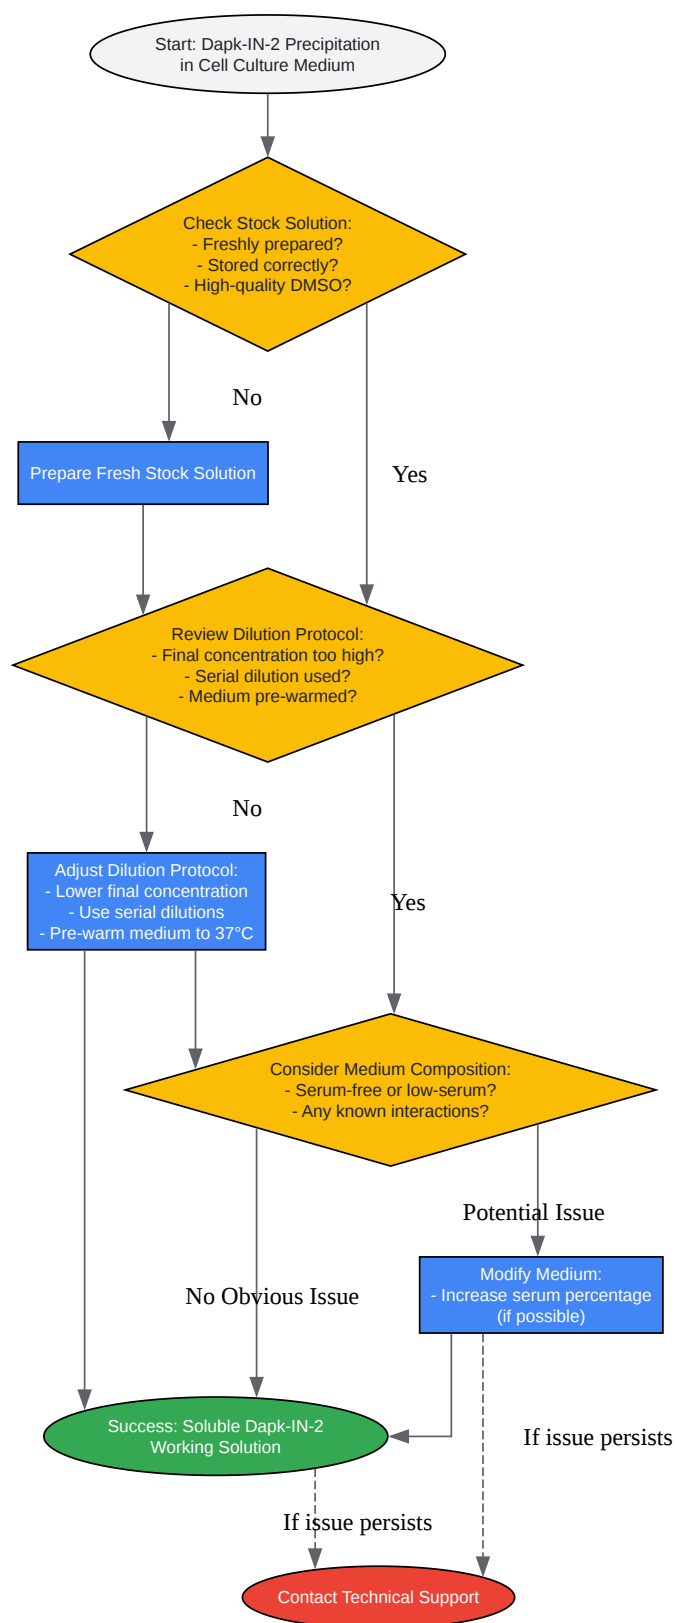 Start: Dapk-IN-2 Precipitation
in Cell Culture Medium
Check Stock Solution:
- Freshly prepared?
- Stored correctly?
- High-quality DMSO?
No
Prepare Fresh Stock Solution
Yes
Review Dilution Protocol:
- Final concentration too high?
- Serial dilution used?
- Medium pre-warmed?
No
Adjust Dilution Protocol:
- Lower final concentration
- Use serial dilutions
- Pre-warm medium to 37°C
Yes
Consider Medium Composition:
- Serum-free or low-serum?
- Any known interactions?
Potential Issue
Modify Medium:
- Increase serum percentage
(if possible)
No Obvious Issue
Success: Soluble Dapk-IN-2
Working Solution
If issue persists
If issue persists
Contact Technical Support